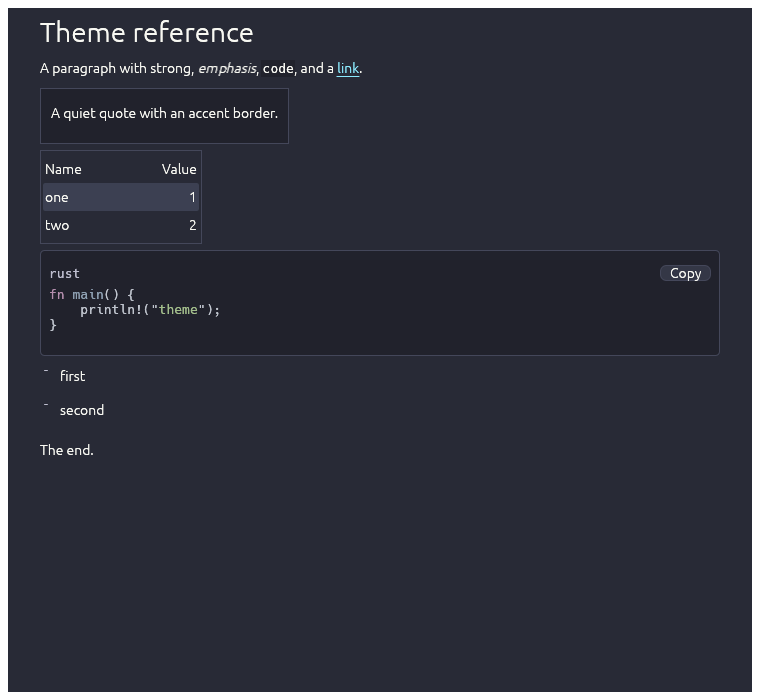 Theme reference
A paragraph with strong, emphasis, code, and a link.
A quiet quote with an accent border.
Name Value
one 1
two 2
rust Copy
fn main() {
    println!("theme");
}
- first
- second
The end.